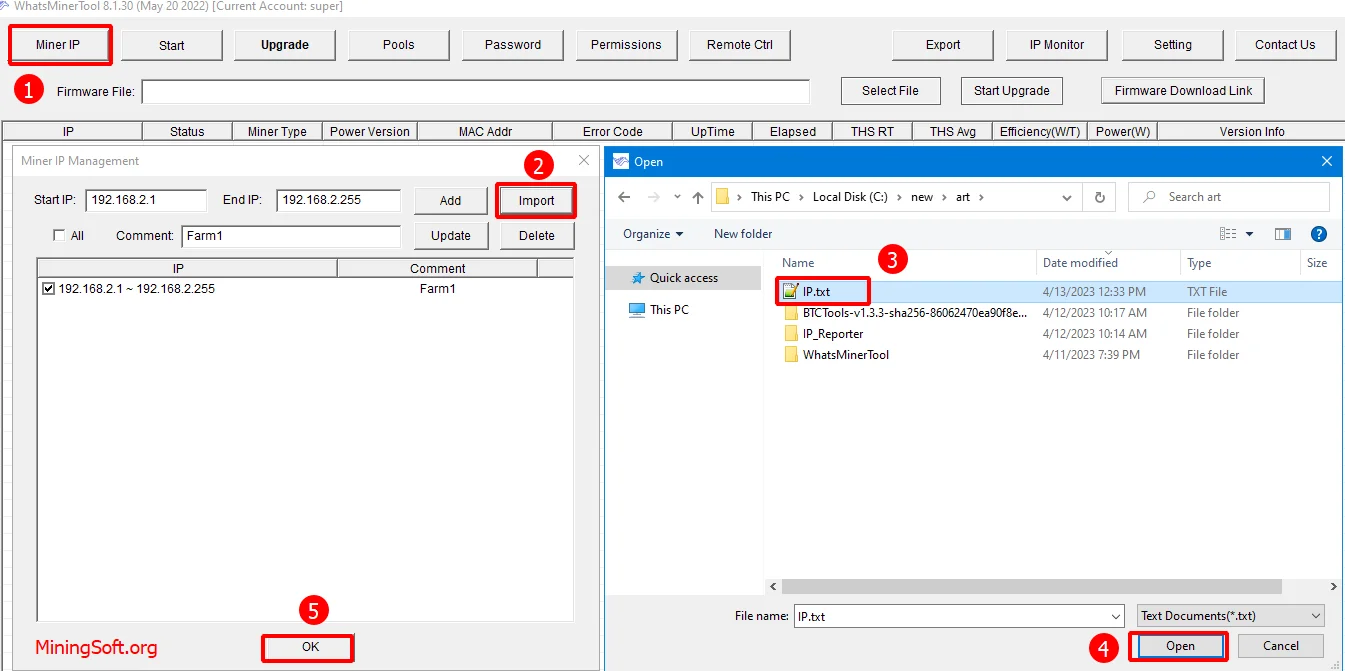 WhatsMinerTool 8.1.30 (May 20 2022) [Current Account: super]
Miner IP Start Upgrade Pools Password Permissions Remote Ctrl Export IP Monitor Setting Contact Us
1 Firmware File: Select File Start Upgrade Firmware Download Link
IP Status Miner Type Power Version MAC Addr Error Code UpTime Elapsed THS RT THS Avg Efficiency(W/T) Power(W) Version Info
Miner IP Management
2
Start IP: 192.168.2.1 End IP: 192.168.2.255 Add Import
All Comment: Farm1 Update Delete
IP Comment
192.168.2.1 ~ 192.168.2.255 Farm1
5
MiningSoft.org OK
Open
This PC Local Disk (C:) new art Search art
Organize New folder
?
Quick access
This PC
Name Date modified Type Size
3
IP.txt 4/13/2023 12:33 PM TXT File
BTCTools-v1.3.3-sha256-86062470ea90f8e... 4/12/2023 10:17 AM File folder
IP_Reporter 4/12/2023 10:14 AM File folder
WhatsMinerTool 4/11/2023 7:39 PM File folder
File name: IP.txt Text Documents(*.txt)
4 Open Cancel